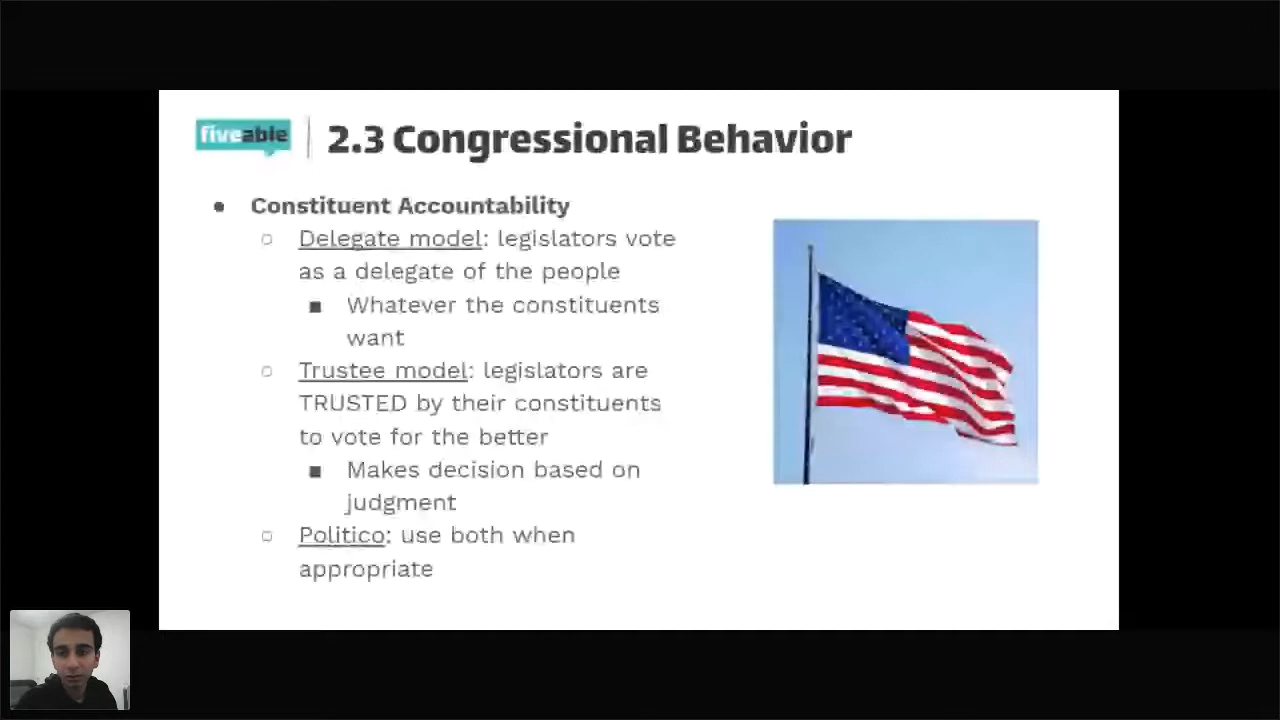 fiveable
2.3 Congressional Behavior
● Constituent Accountability
○ Delegate model: legislators vote
as a delegate of the people
■ Whatever the constituents
want
○ Trustee model: legislators are
TRUSTED by their constituents
to vote for the better
■ Makes decision based on
judgment
○ Politico: use both when
appropriate